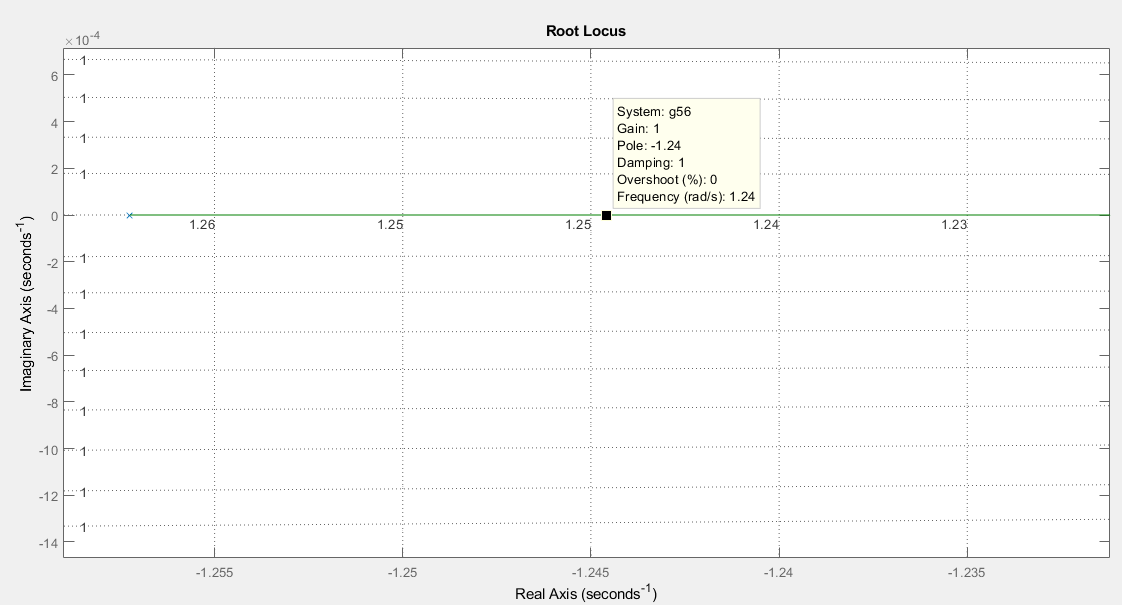 Root Locus
×10-4
6
4
2
0
-2
-4
-6
-8
-10
-12
-14
1
1
1
1
1
1
1
1
1
1
1
1
System: g56
Gain: 1
Pole: -1.24
Damping: 1
Overshoot (%): 0
Frequency (rad/s): 1.24
1.26 1.25 1.25 1.24 1.23
-1.255 -1.25 -1.245 -1.24 -1.235
Real Axis (seconds-1)
Imaginary Axis (seconds-1)